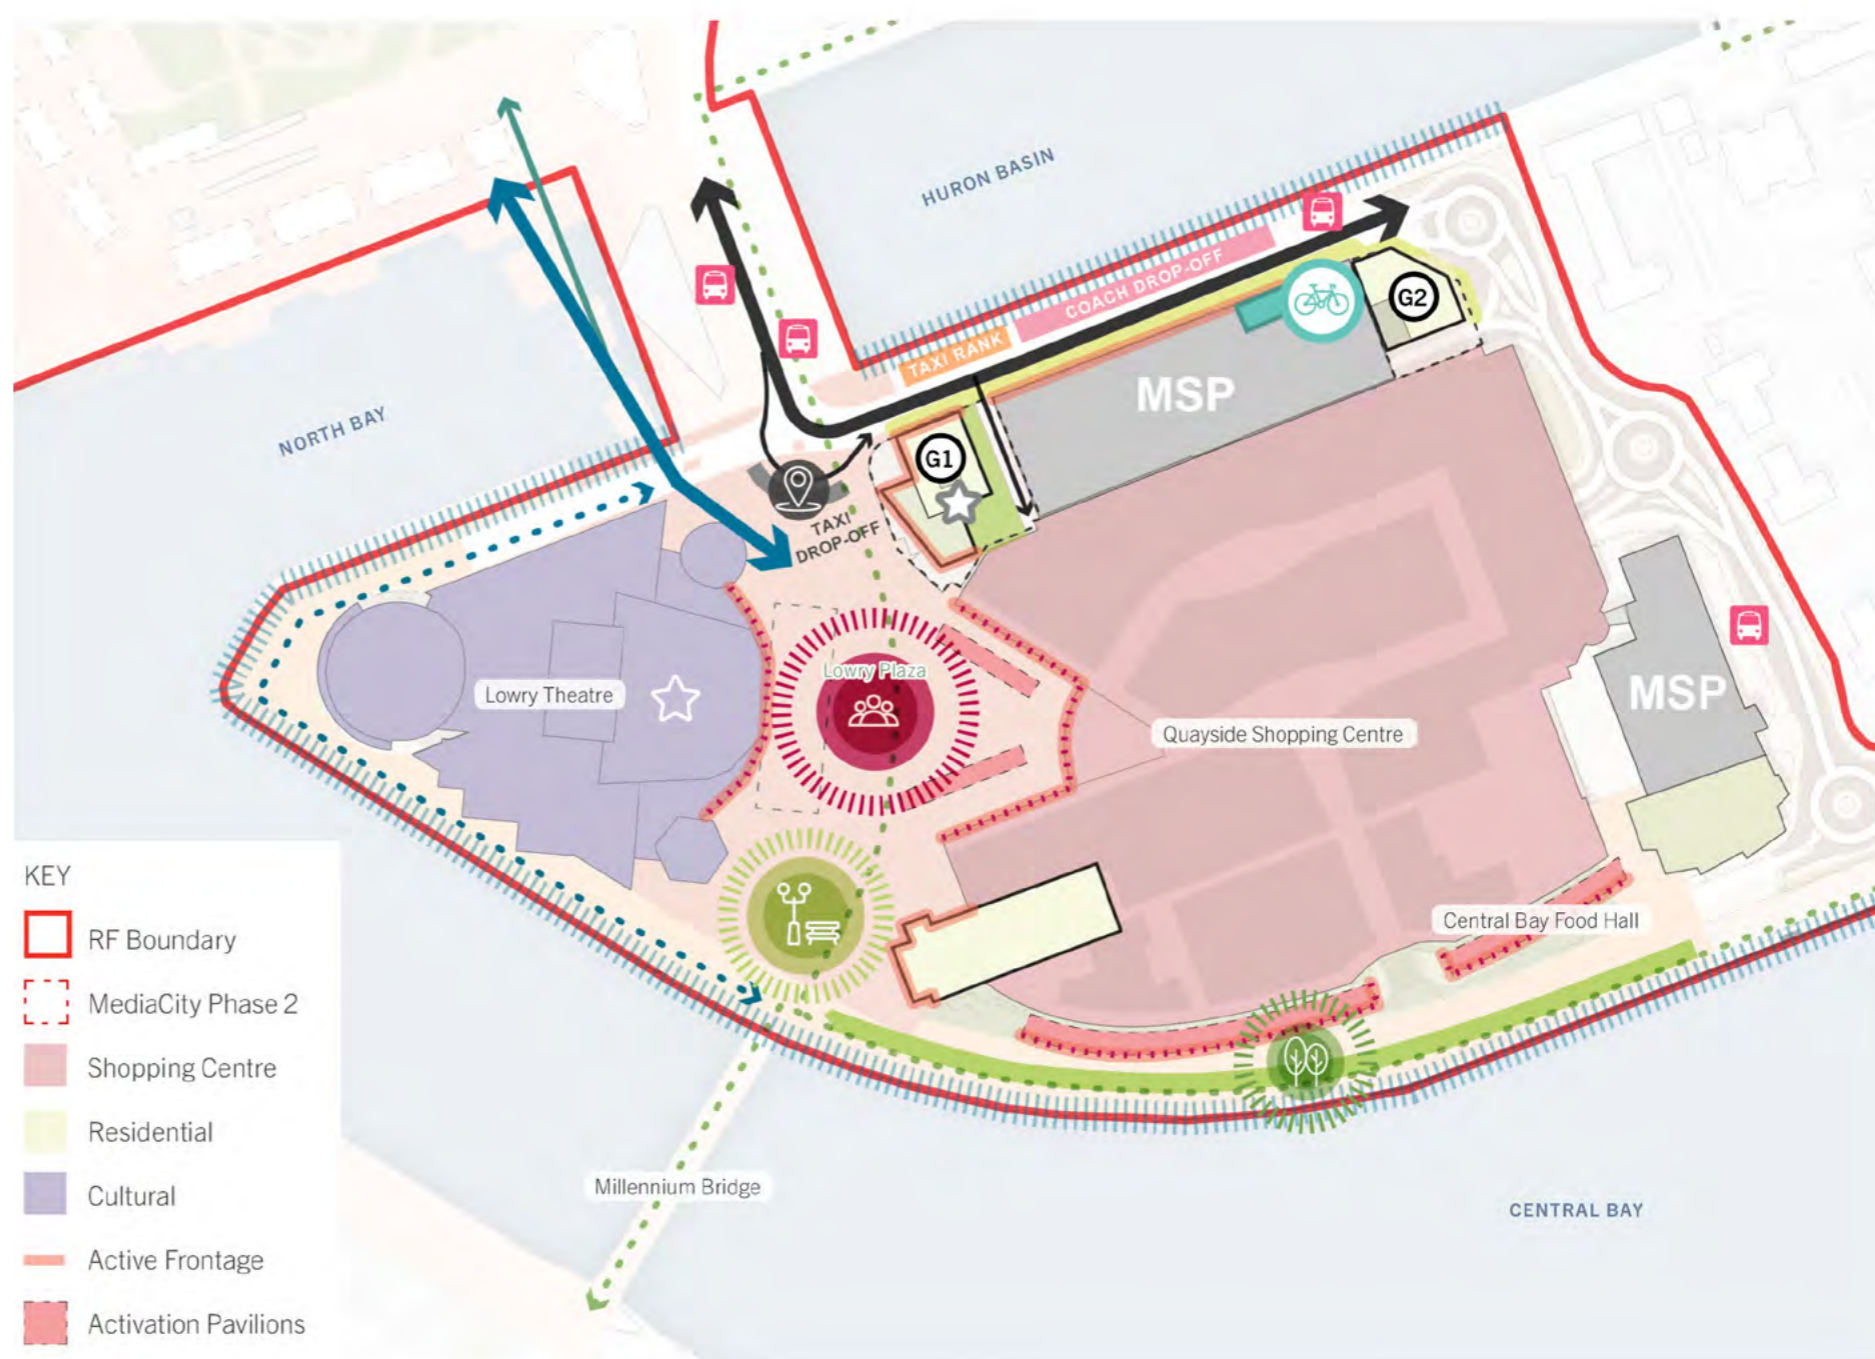 HURON BASIN
COACH DROP-OFF
G2
TAXI RANK
MSP
NORTH BAY
G1
TAXI
DROP-OFF
Lowry Plaza
Lowry Theatre
MSP
Quayside Shopping Centre
KEY
RF Boundary
MediaCity Phase 2
Shopping Centre
Residential
Cultural
Active Frontage
Activation Pavilions
Central Bay Food Hall
Millennium Bridge
CENTRAL BAY